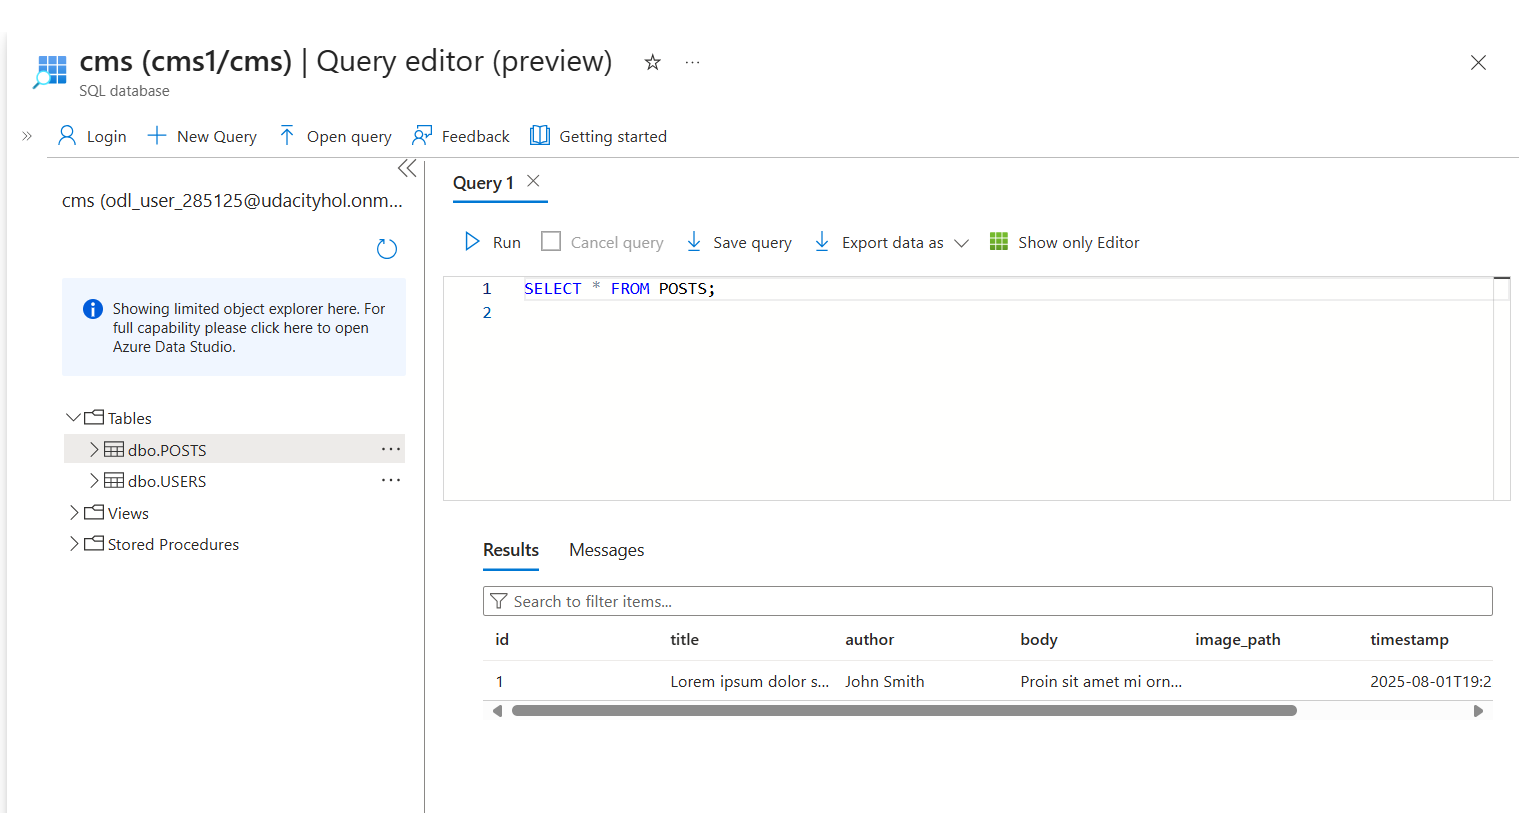 cms (cms1/cms) | Query editor (preview)
SQL database
Login New Query Open query Feedback Getting started
cms (odl_user_285125@udacityhol.onm...
Showing limited object explorer here. For
full capability please click here to open
Azure Data Studio.
Tables
dbo.POSTS
dbo.USERS
Views
Stored Procedures
Query 1
Run Cancel query Save query Export data as Show only Editor
1 SELECT * FROM POSTS;
2
Results Messages
Search to filter items...
id title author body image_path timestamp
1 Lorem ipsum dolor s... John Smith Proin sit amet mi orn... 2025-08-01T19:2